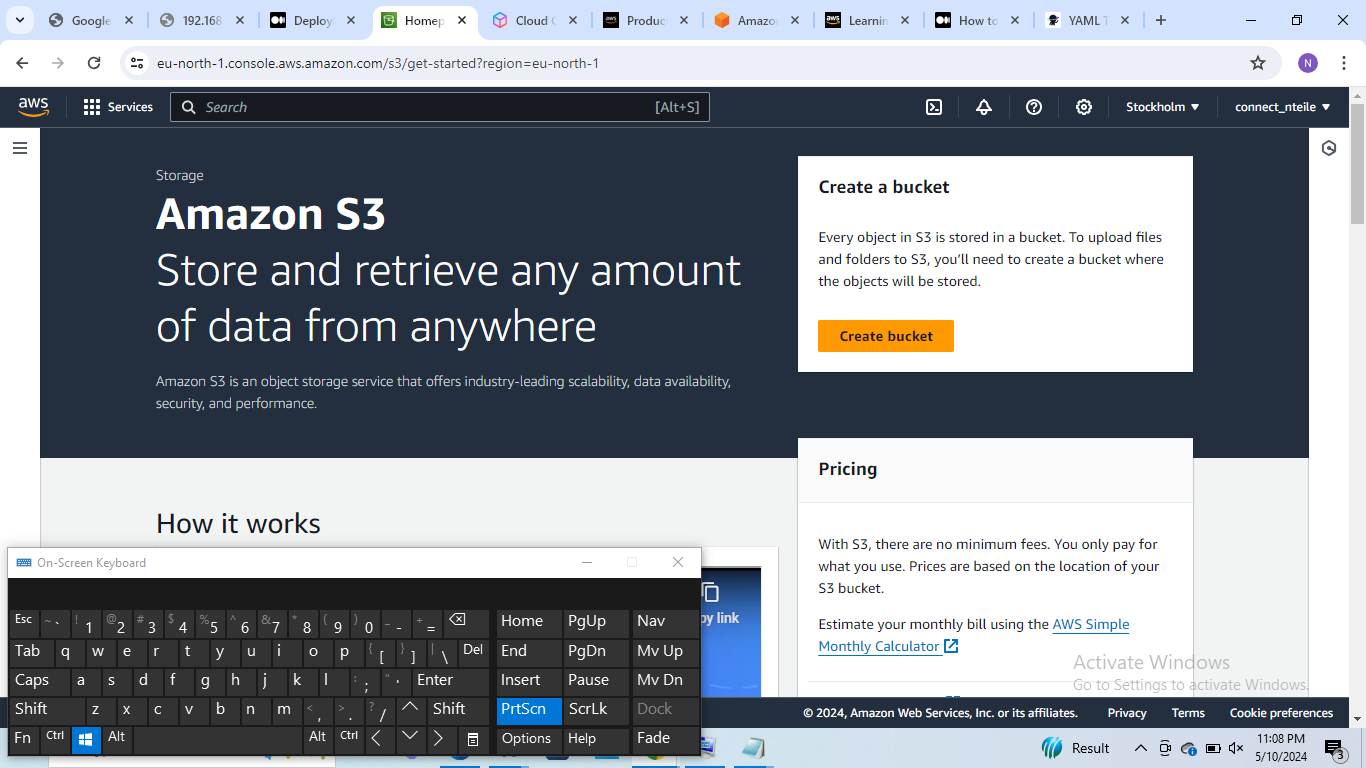 Google
192.168
Deploy
Homep
Cloud
Produc
Amazo
Learnin
How to
YAML T
eu-north-1.console.aws.amazon.com/s3/get-started?region=eu-north-1
N
aws
Services
Search
[Alt+S]
Stockholm
connect_nteile
Storage
Amazon S3
Store and retrieve any amount
of data from anywhere
Amazon S3 is an object storage service that offers industry-leading scalability, data availability,
security, and performance.
Create a bucket
Every object in S3 is stored in a bucket. To upload files
and folders to S3, you'll need to create a bucket where
the objects will be stored.
Create bucket
How it works
Pricing
With S3, there are no minimum fees. You only pay for
what you use. Prices are based on the location of your
S3 bucket.
Estimate your monthly bill using the AWS Simple
Monthly Calculator
Activate Windows
Go to Settings to activate Windows.
py link
On-Screen Keyboard
Esc ~ ` ! 1 @ 2 # 3 $ 4 % 5 ^ 6 & 7 * 8 ( 9 ) 0 _ - + = Home PgUp Nav
Tab q w e r t y u i o p { [ } ] | \ Del End PgDn Mv Up
Caps a s d f g h j k l : ; " ' Enter Insert Pause Mv Dn
Shift z x c v b n m < , > . ? / Shift PrtScn ScrLk Dock
Fn Ctrl Alt Alt Ctrl Options Help Fade
© 2024, Amazon Web Services, Inc. or its affiliates.
Privacy
Terms
Cookie preferences
Result
11:08 PM
5/10/2024
3